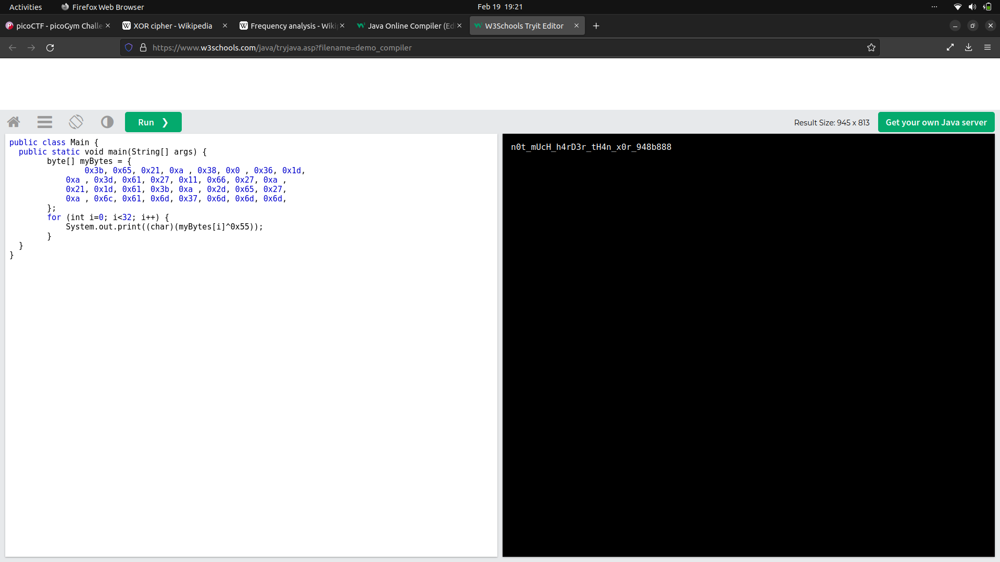 Activities
Firefox Web Browser
Feb 19 19:21
picoCTF - picoGym Challe
XOR cipher - Wikipedia
Frequency analysis - Wiki
Java Online Compiler (Ed
W3Schools Tryit Editor
https://www.w3schools.com/java/tryjava.asp?filename=demo_compiler
Run ❯
Result Size: 945 x 813
Get your own Java server
public class Main {
  public static void main(String[] args) {
        byte[] myBytes = {
                0x3b, 0x65, 0x21, 0xa , 0x38, 0x0 , 0x36, 0x1d,
            0xa , 0x3d, 0x61, 0x27, 0x11, 0x66, 0x27, 0xa ,
            0x21, 0x1d, 0x61, 0x3b, 0xa , 0x2d, 0x65, 0x27,
            0xa , 0x6c, 0x61, 0x6d, 0x37, 0x6d, 0x6d, 0x6d,
        };
        for (int i=0; i<32; i++) {
            System.out.print((char)(myBytes[i]^0x55));
        }
  }
}
n0t_mUcH_h4rD3r_tH4n_x0r_948b888